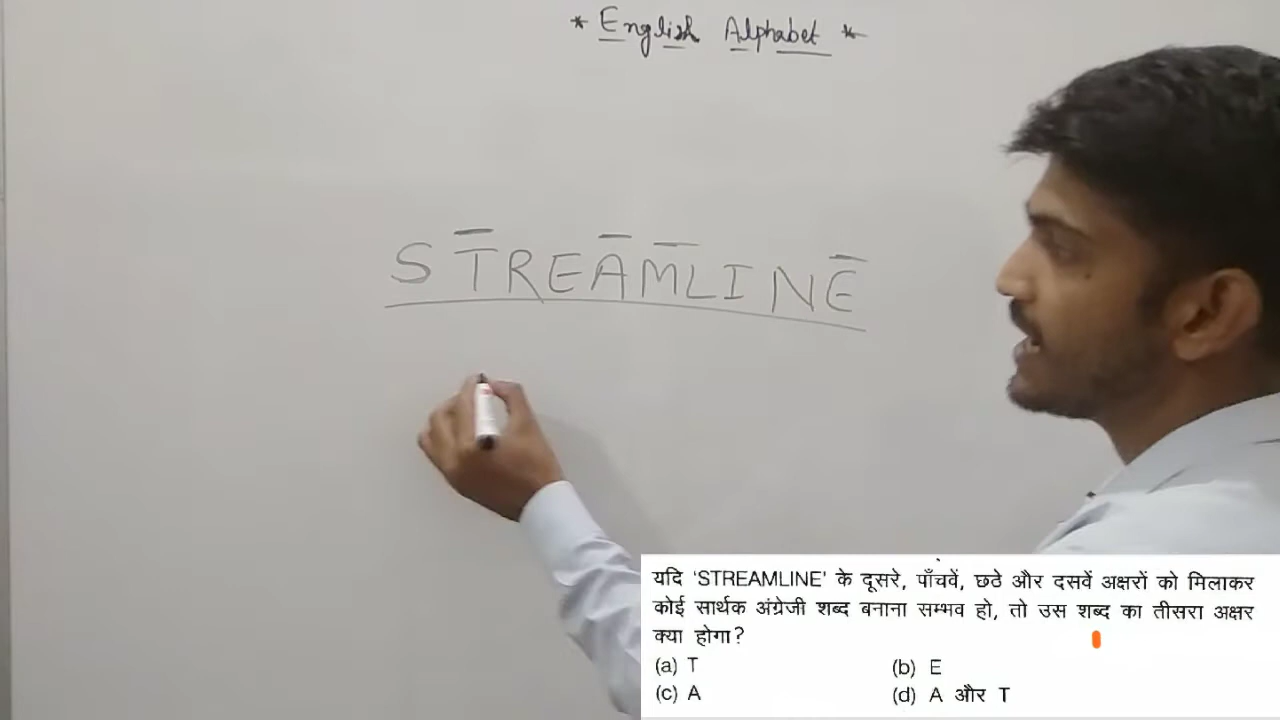 * English Alphabet *
STREAMLINE
यदि 'STREAMLINE' के दूसरे, पाँचवें, छठे और दसवें अक्षरों को मिलाकर
कोई सार्थक अंग्रेजी शब्द बनाना सम्भव हो, तो उस शब्द का तीसरा अक्षर
क्या होगा?
(a) T (b) E
(c) A (d) A और T